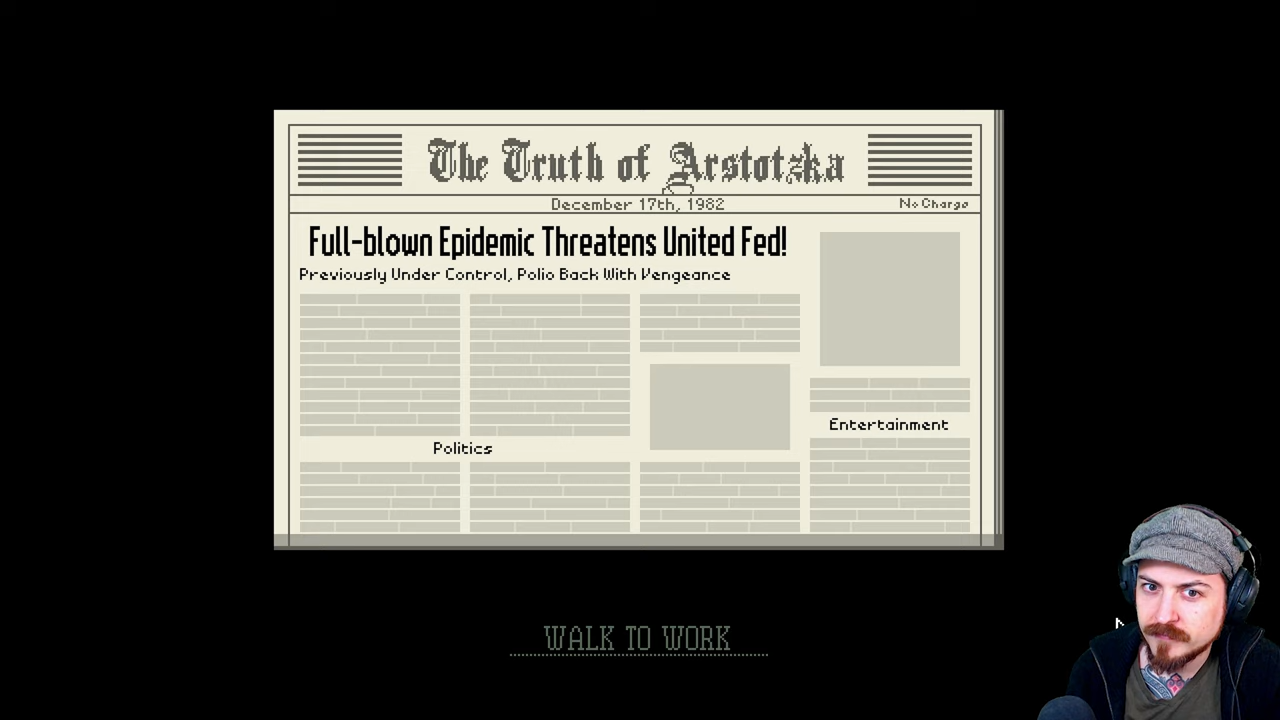 The Truth of Arstotzka
December 17th, 1982
No Charge
Full-blown Epidemic Threatens United Fed!
Previously Under Control, Polio Back With Vengeance
Politics
Entertainment
WALK TO WORK